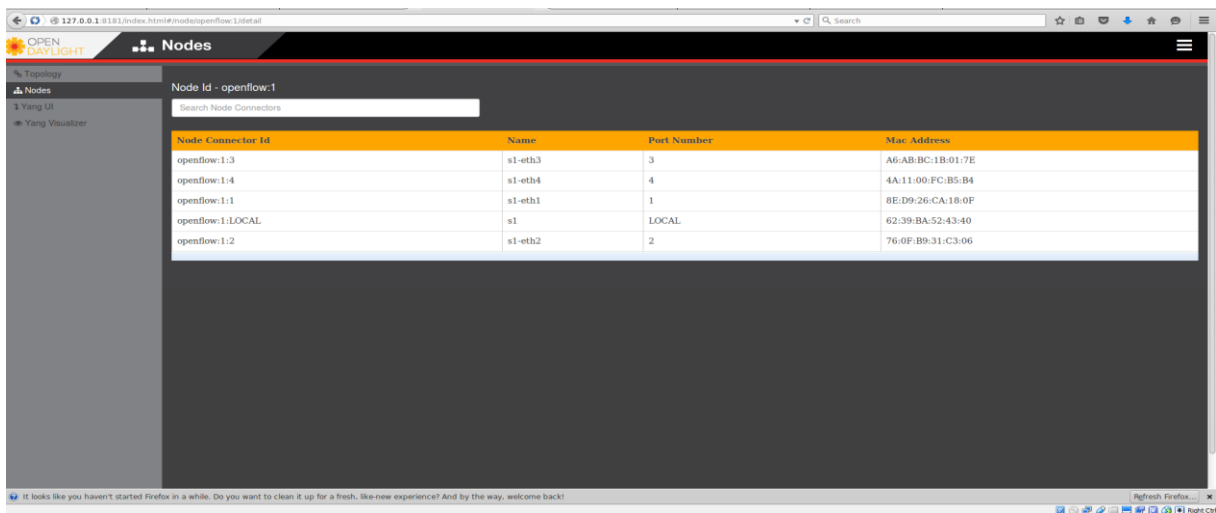 127.0.0.1:8181/index.html#/node/openflow:1/detail
Search
OPEN
DAYLIGHT
Nodes
Topology
Nodes
Yang UI
Yang Visualizer
Node Id - openflow:1
Search Node Connectors
Node Connector Id Name Port Number Mac Address
openflow:1:3 s1-eth3 3 A6:AB:BC:1B:01:7E
openflow:1:4 s1-eth4 4 4A:11:00:FC:B5:B4
openflow:1:1 s1-eth1 1 8E:D9:26:CA:18:0F
openflow:1:LOCAL s1 LOCAL 62:39:BA:52:43:40
openflow:1:2 s1-eth2 2 76:0F:B9:31:C3:06
It looks like you haven't started Firefox in a while. Do you want to clean it up for a fresh, like-new experience? And by the way, welcome back! Refresh Firefox...
Right Ctrl